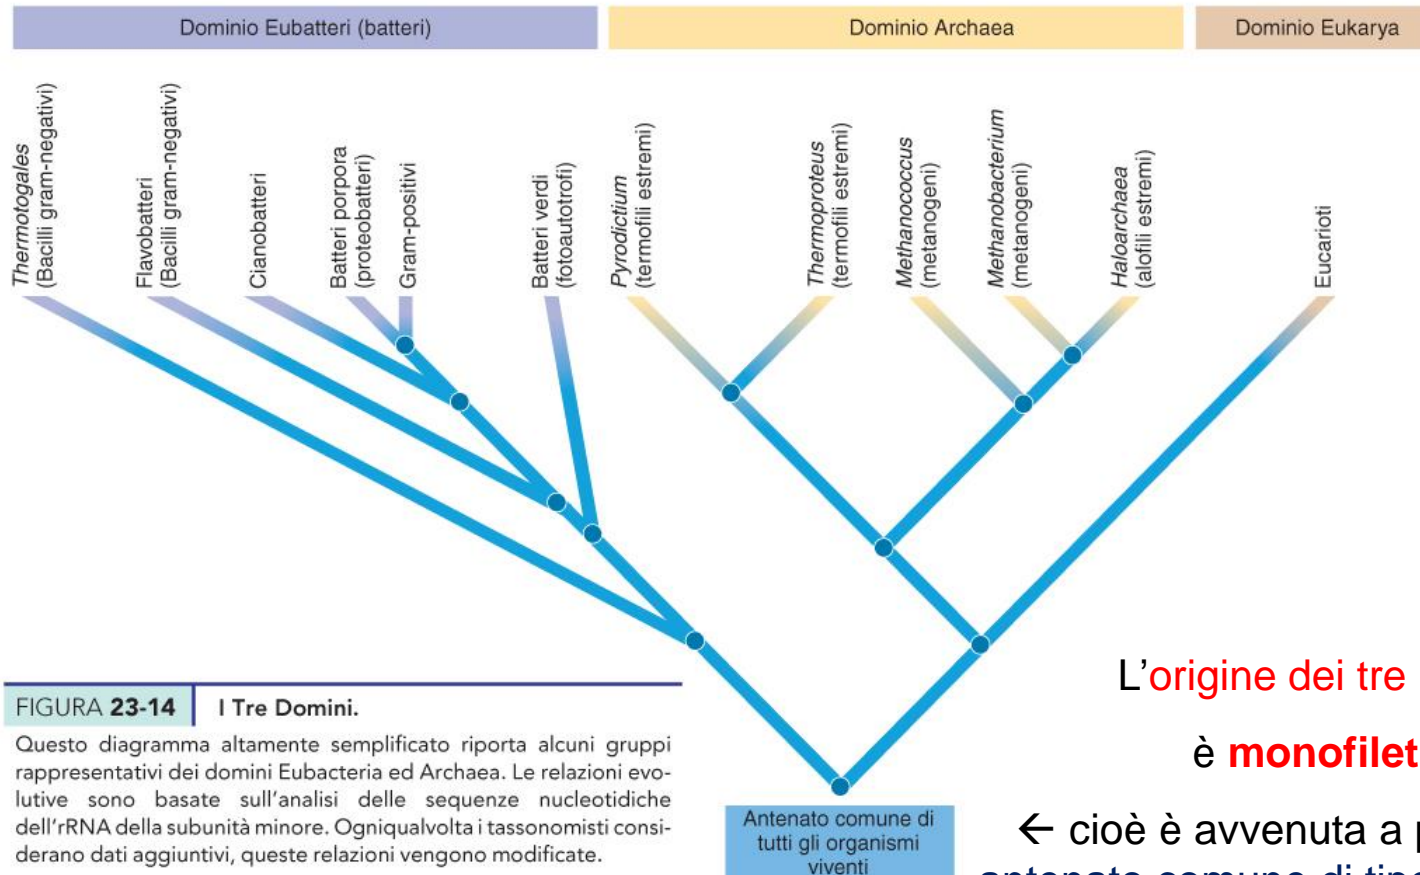 Dominio Eubatteri (batteri)
Dominio Archaea
Dominio Eukarya
Thermotogales
(Bacilli gram-negativi)
Flavobatteri
(Bacilli gram-negativi)
Cianobatteri
Batteri porpora
(proteobatteri)
Gram-positivi
Batteri verdi
(fotoautotrofi)
Pyrodictium
(termofili estremi)
Thermoproteus
(termofili estremi)
Methanococcus
(metanogeni)
Methanobacterium
(metanogeni)
Haloarchaea
(alofili estremi)
Eucarioti
FIGURA 23-14 I Tre Domini.
Questo diagramma altamente semplificato riporta alcuni gruppi
rappresentativi dei domini Eubacteria ed Archaea. Le relazioni evo-
lutive sono basate sull'analisi delle sequenze nucleotidiche
dell'rRNA della subunità minore. Ogniqualvolta i tassonomisti consi-
derano dati aggiuntivi, queste relazioni vengono modificate.
Antenato comune di
tutti gli organismi
viventi
L'origine dei tre
è monofilet
← cioè è avvenuta a p
antenato comune di tipo